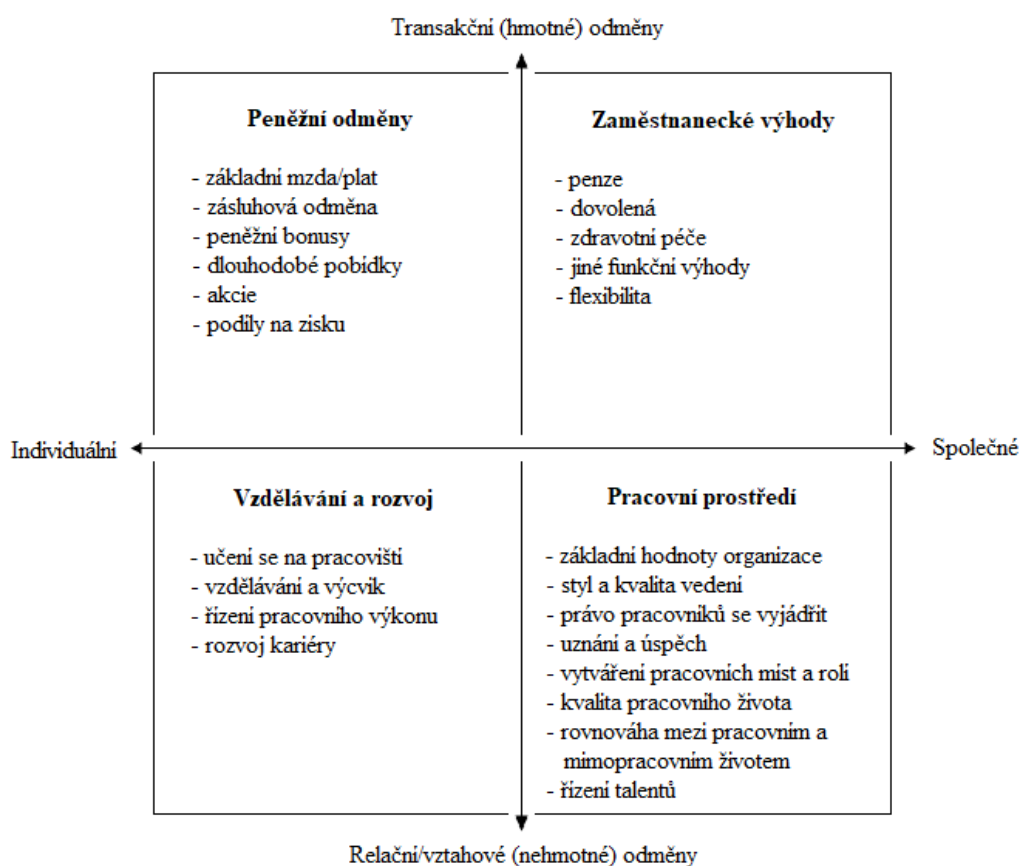 Transakční (hmotné) odměny
Peněžní odměny
- základní mzda/plat
- zásluhová odměna
- peněžní bonusy
- dlouhodobé pobídky
- akcie
- podíly na zisku
Zaměstnanecké výhody
- penze
- dovolená
- zdravotní péče
- jiné funkční výhody
- flexibilita
Individuální
Společné
Vzdělávání a rozvoj
- učení se na pracovišti
- vzdělávání a výcvik
- řízení pracovního výkonu
- rozvoj kariéry
Pracovní prostředí
- základní hodnoty organizace
- styl a kvalita vedení
- právo pracovníků se vyjádřit
- uznání a úspěch
- vytváření pracovních míst a rolí
- kvalita pracovního života
- rovnováha mezi pracovním a
mimopracovním životem
- řízení talentů
Relační/vztahové (nehmotné) odměny